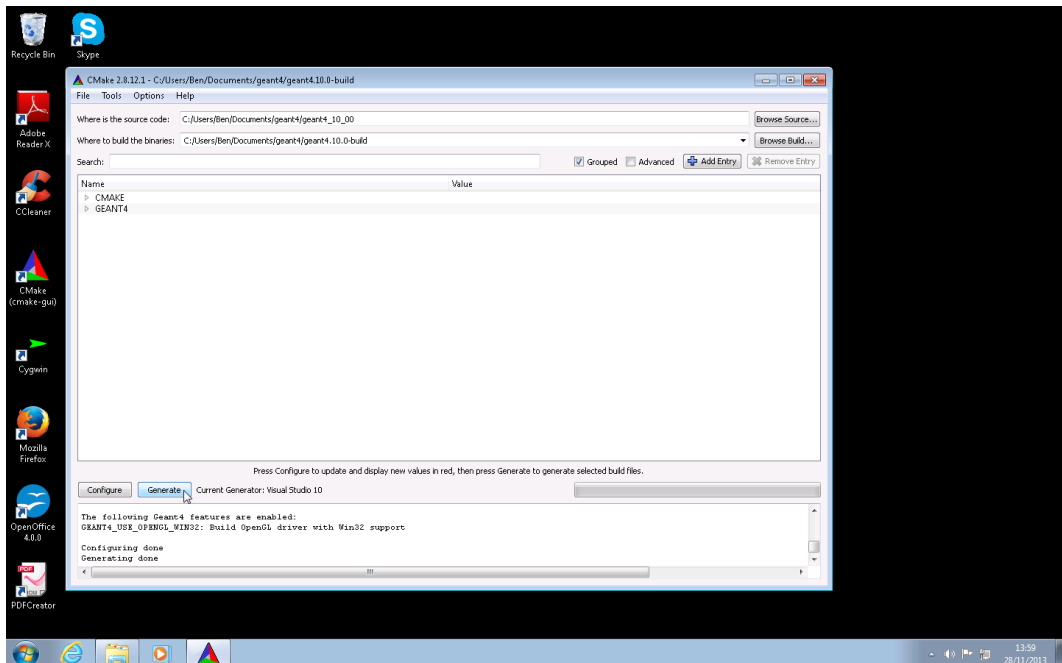 Recycle Bin
Skype
Adobe
Reader X
CCleaner
CMake
(cmake-gui)
Cygwin
Mozilla
Firefox
OpenOffice
4.0.0
PDF
PDFCreator
CMake 2.8.12.1 - C:/Users/Ben/Documents/geant4/geant4.10.0-build
File Tools Options Help
Where is the source code: C:/Users/Ben/Documents/geant4/geant4_10_00 Browse Source...
Where to build the binaries: C:/Users/Ben/Documents/geant4/geant4.10.0-build Browse Build...
Search: Grouped Advanced Add Entry Remove Entry
Name Value
CMAKE
GEANT4
Press Configure to update and display new values in red, then press Generate to generate selected build files.
Configure Generate Current Generator: Visual Studio 10
The following Geant4 features are enabled:
GEANT4_USE_OPENGL_WIN32: Build OpenGL driver with Win32 support
Configuring done
Generating done
13:59
28/11/2013